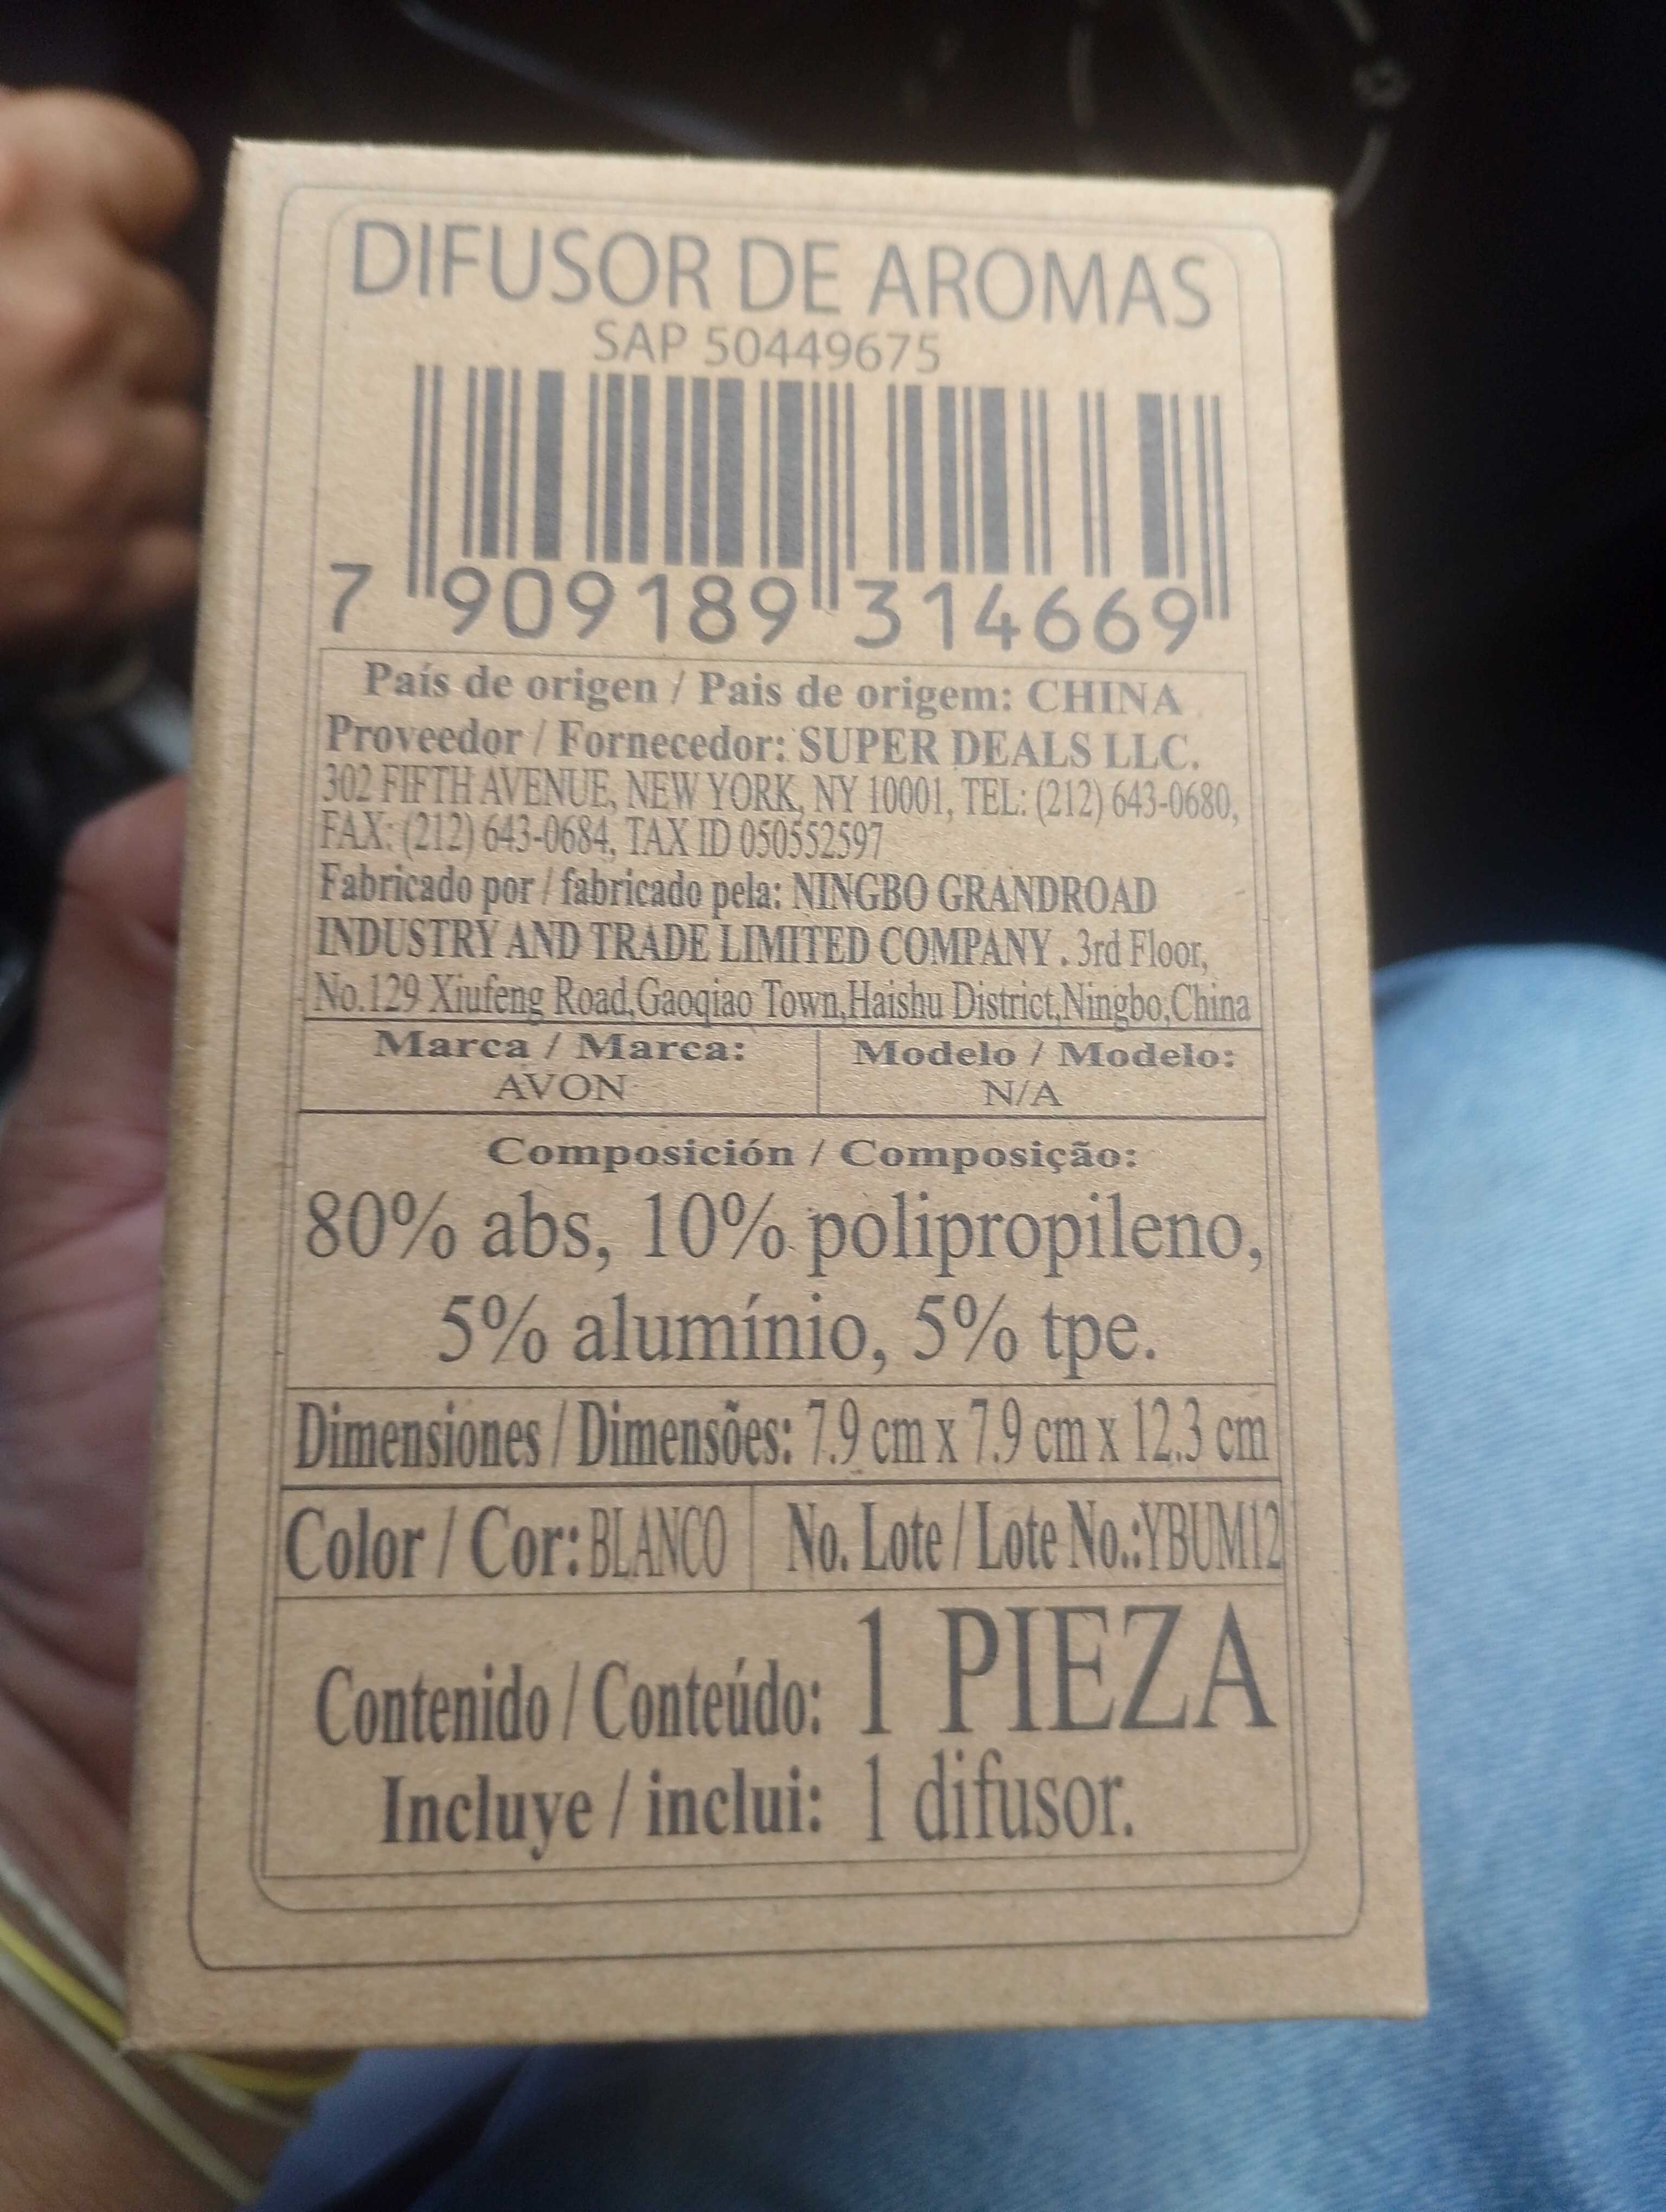 DIFUSOR DE AROMAS
SAP 50449675
7 909189 314669
País de origen / Pais de origem: CHINA
Proveedor / Fornecedor: SUPER DEALS LLC.
302 FIFTH AVENUE, NEW YORK, NY 10001, TEL: (212) 643-0680,
FAX: (212) 643-0684, TAX ID 050552597
Fabricado por / fabricado pela: NINGBO GRANDROAD
INDUSTRY AND TRADE LIMITED COMPANY . 3rd Floor,
No.129 Xiufeng Road,Gaoqiao Town,Haishu District,Ningbo,China
Marca / Marca: Modelo / Modelo:
AVON N/A
Composición / Composição:
80% abs, 10% polipropileno,
5% alumínio, 5% tpe.
Dimensiones / Dimensões: 7.9 cm x 7.9 cm x 12.3 cm
Color / Cor: BLANCO No. Lote / Lote No.:YBUM12
Contenido / Conteúdo: 1 PIEZA
Incluye / inclui: 1 difusor.